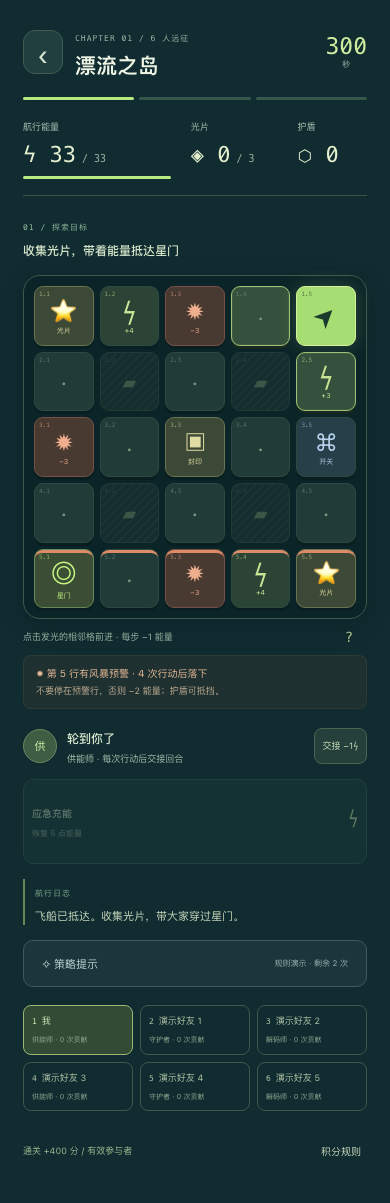 CHAPTER 01 / 6 人远征
漂流之岛
300
秒
航行能量
光片
护盾
33 / 33
0 / 3
0
01 / 探索目标
收集光片，带着能量抵达星门
1.1 1.2 1.3 1.4 1.5
光片 +4 −3
2.1 2.3 2.5
+3
3.1 3.2 3.3 3.4 3.5
−3 封印 开关
4.1 4.3 4.5
5.1 5.2 5.3 5.4 5.5
星门 −3 +4 光片
点击发光的相邻格前进 · 每步 −1 能量
?
第 5 行有风暴预警 · 4 次行动后落下
不要停在预警行，否则 −2 能量；护盾可抵挡。
供
轮到你了
供能师 · 每次行动后交接回合
交接 −1ϟ
应急充能
恢复 5 点能量
航行日志
飞船已抵达。收集光片，带大家穿过星门。
✧ 策略提示
规则演示 · 剩余 2 次
1 我
供能师 · 0 次贡献
2 演示好友 1
守护者 · 0 次贡献
3 演示好友 2
解码师 · 0 次贡献
4 演示好友 3
供能师 · 0 次贡献
5 演示好友 4
守护者 · 0 次贡献
6 演示好友 5
解码师 · 0 次贡献
通关 +400 分 / 有效参与者
积分规则